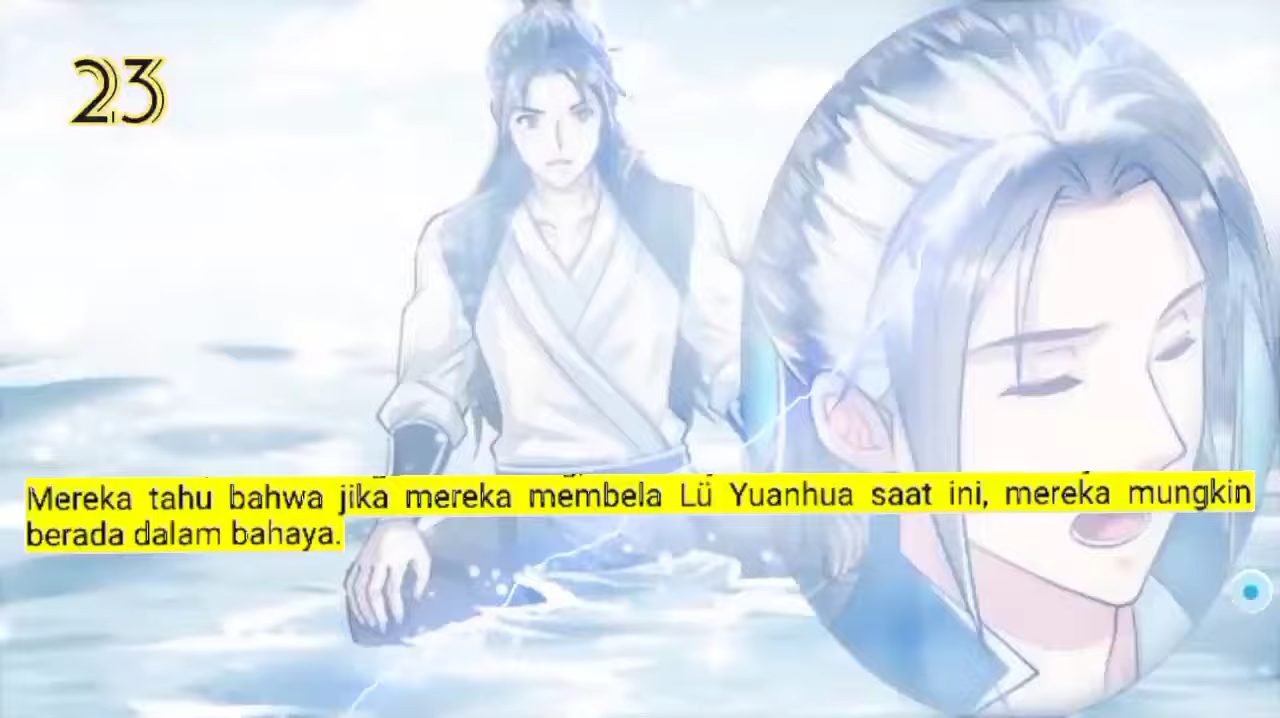 23
Mereka tahu bahwa jika mereka membela Lü Yuanhua saat ini, mereka mungkin
berada dalam bahaya.